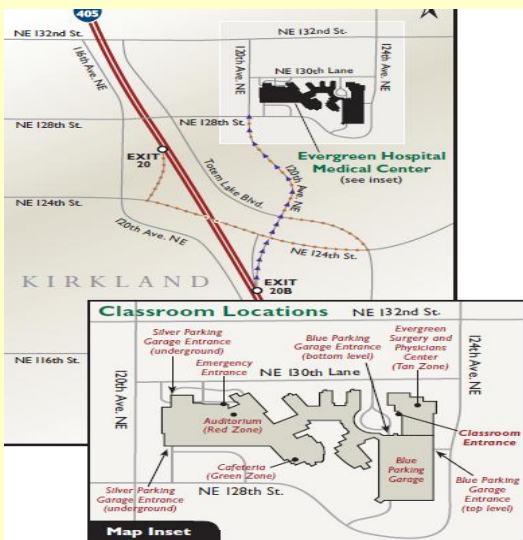 405
NE 132nd St.
NE 132nd St.
116th Ave. NE
120th Ave. NE
124th Ave. NE
NE 130th Lane
NE 128th St.
NE 128th St.
EXIT
20
Evergreen Hospital
Medical Center
(see inset)
Totem Lake Blvd.
120th Ave. NE
NE 124th St.
120th Ave. NE
NE 124th St.
KIRKLAND
EXIT
20B
NE 116th St.
Classroom Locations
NE 132nd St.
Silver Parking
Garage Entrance
(underground)
Emergency
Entrance
Blue Parking
Garage Entrance
(bottom level)
Evergreen
Surgery and
Physicians
Center
(Tan Zone)
120th Ave. NE
124th Ave. NE
NE 130th Lane
Auditorium
(Red Zone)
Classroom
Entrance
Cafeteria
(Green Zone)
Blue
Parking
Garage
Silver Parking
Garage Entrance
(underground)
NE 128th St.
Blue Parking
Garage
Entrance
(top level)
Map Inset